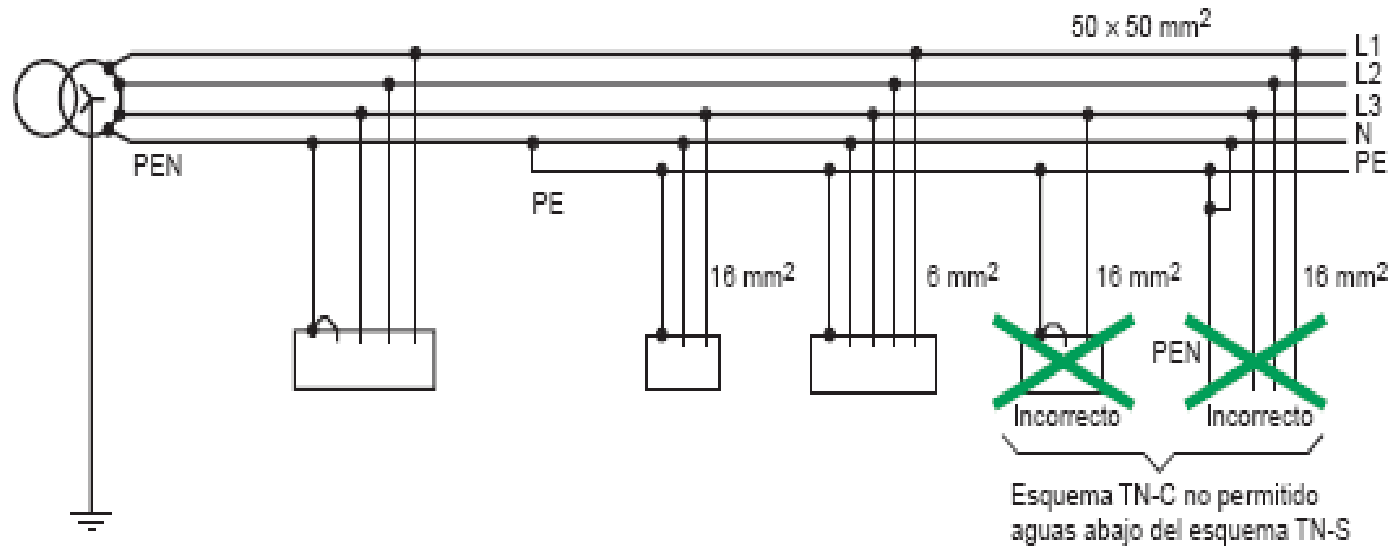 50 × 50 mm²
L1
L2
L3
N
PE
PEN
PE
16 mm²
6 mm²
16 mm²
16 mm²
PEN
Incorrecto
Incorrecto
Esquema TN-C no permitido
aguas abajo del esquema TN-S